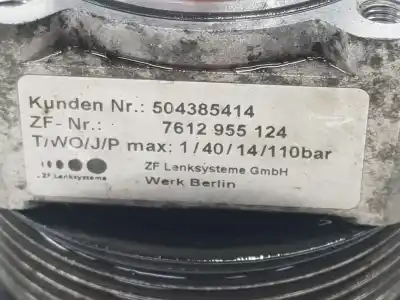 Kunden Nr.: 504385414
ZF- Nr.: 7612 955 124
T/WO/J/P max: 1/40/14/110bar
ZF Lenksysteme GmbH
ZF Lenksysteme
Werk Berlin